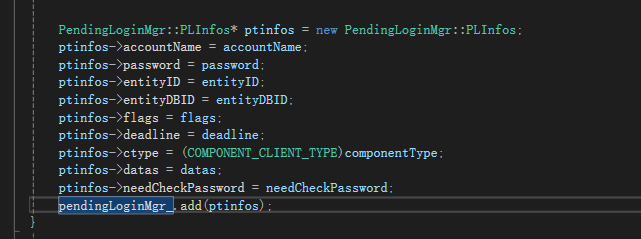 PendingLoginMgr::PLInfos* ptinfos = new PendingLoginMgr::PLInfos;
ptinfos->accountName = accountName;
ptinfos->password = password;
ptinfos->entityID = entityID;
ptinfos->entityDBID = entityDBID;
ptinfos->flags = flags;
ptinfos->deadline = deadline;
ptinfos->ctype = (COMPONENT_CLIENT_TYPE)componentType;
ptinfos->datas = datas;
ptinfos->needCheckPassword = needCheckPassword;
pendingLoginMgr_.add(ptinfos);
}